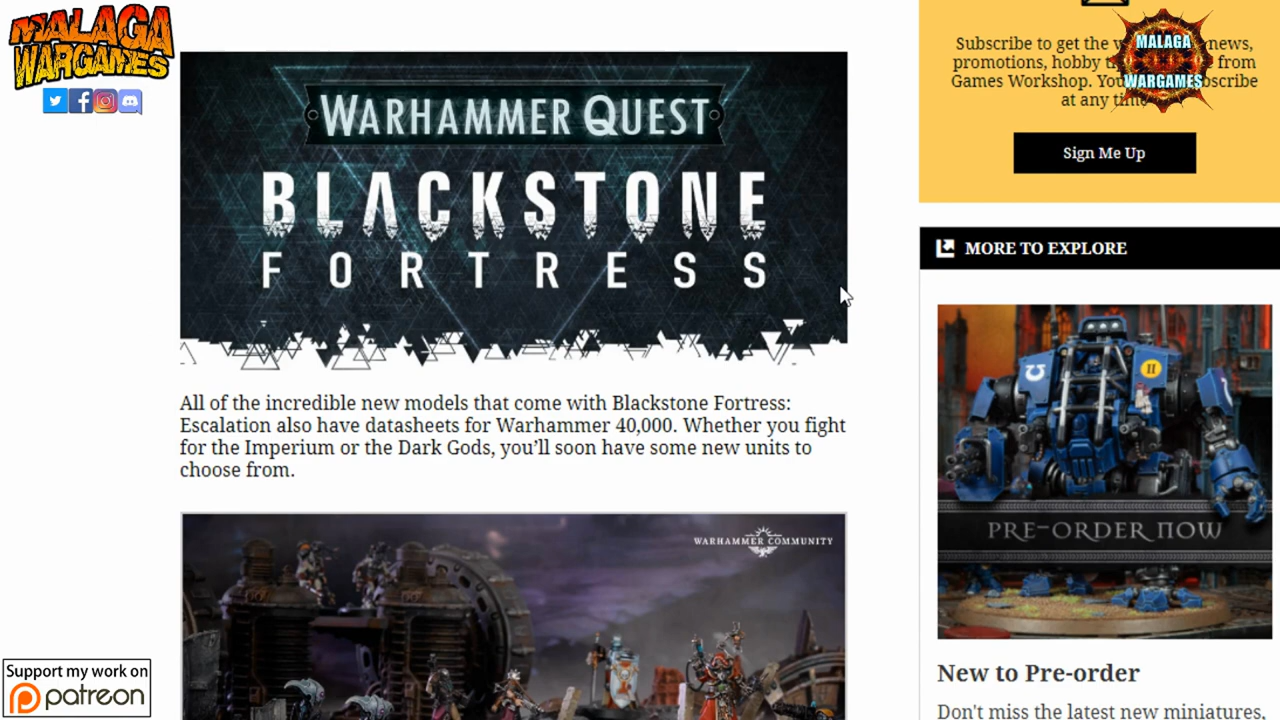 MALAGA
WARGAMES
WARHAMMER QUEST
BLACKSTONE
FORTRESS
All of the incredible new models that come with Blackstone Fortress:
Escalation also have datasheets for Warhammer 40,000. Whether you fight
for the Imperium or the Dark Gods, you’ll soon have some new units to
choose from.
WARHAMMER COMMUNITY
Support my work on
patreon
Subscribe to get the news,
promotions, hobby from
Games Workshop.
at any time
MALAGA
WARGAMES
Sign Me Up
MORE TO EXPLORE
II
PRE-ORDER NOW
New to Pre-order
Don't miss the latest new miniatures,